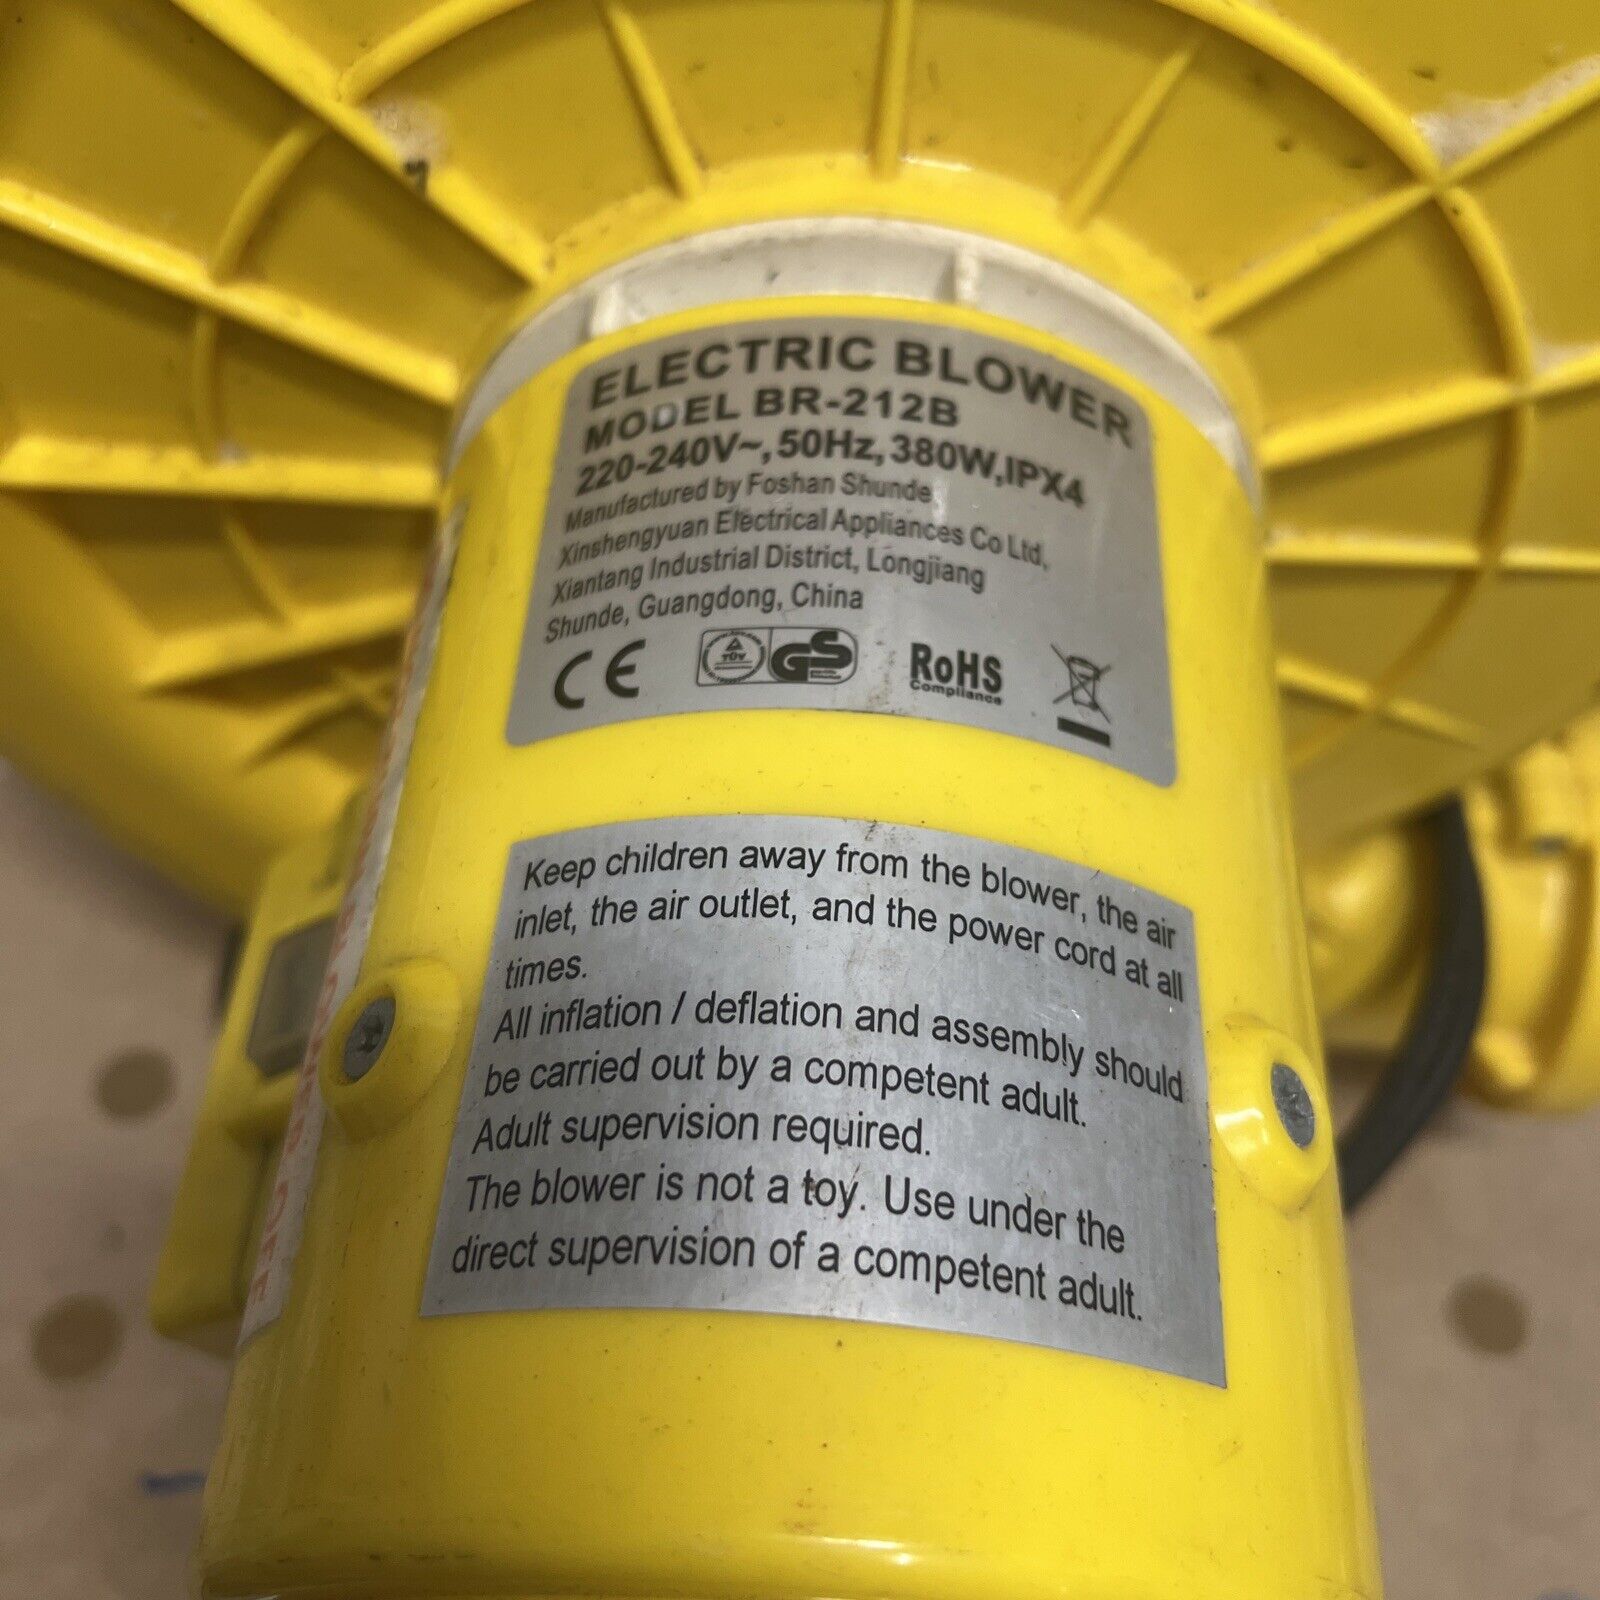 ELECTRIC BLOWER
MODEL BR-212B
220-240V~, 50Hz, 380W,IPX4
Manufactured by Foshan Shunde
Xinshengyuan Electrical Appliances Co Ltd,
Xiantang Industrial District, Longjiang
Shunde, Guangdong, China
CE
TÜV
GS
RoHS
Compliance
Keep children away from the blower, the air
inlet, the air outlet, and the power cord at all
times.
All inflation / deflation and assembly should
be carried out by a competent adult.
Adult supervision required.
The blower is not a toy. Use under the
direct supervision of a competent adult.